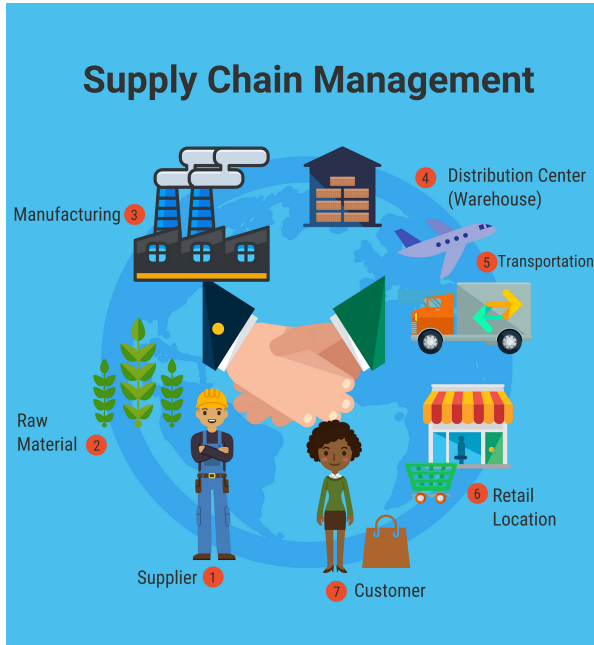 Supply Chain Management
Supplier 1
Raw
Material 2
Manufacturing 3
4 Distribution Center
(Warehouse)
5 Transportation
6 Retail
Location
7 Customer